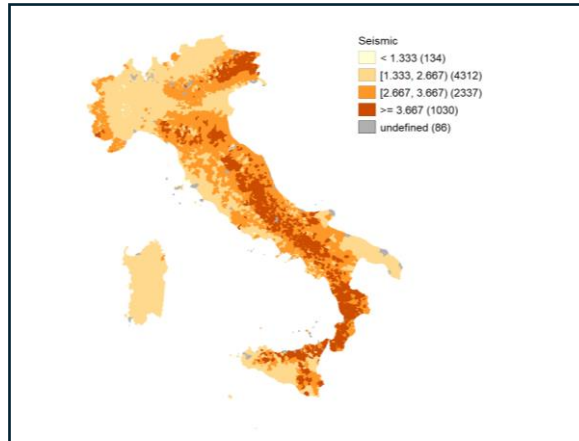 Seismic
< 1.333 (134)
[1.333, 2.667) (4312)
[2.667, 3.667) (2337)
>= 3.667 (1030)
undefined (86)